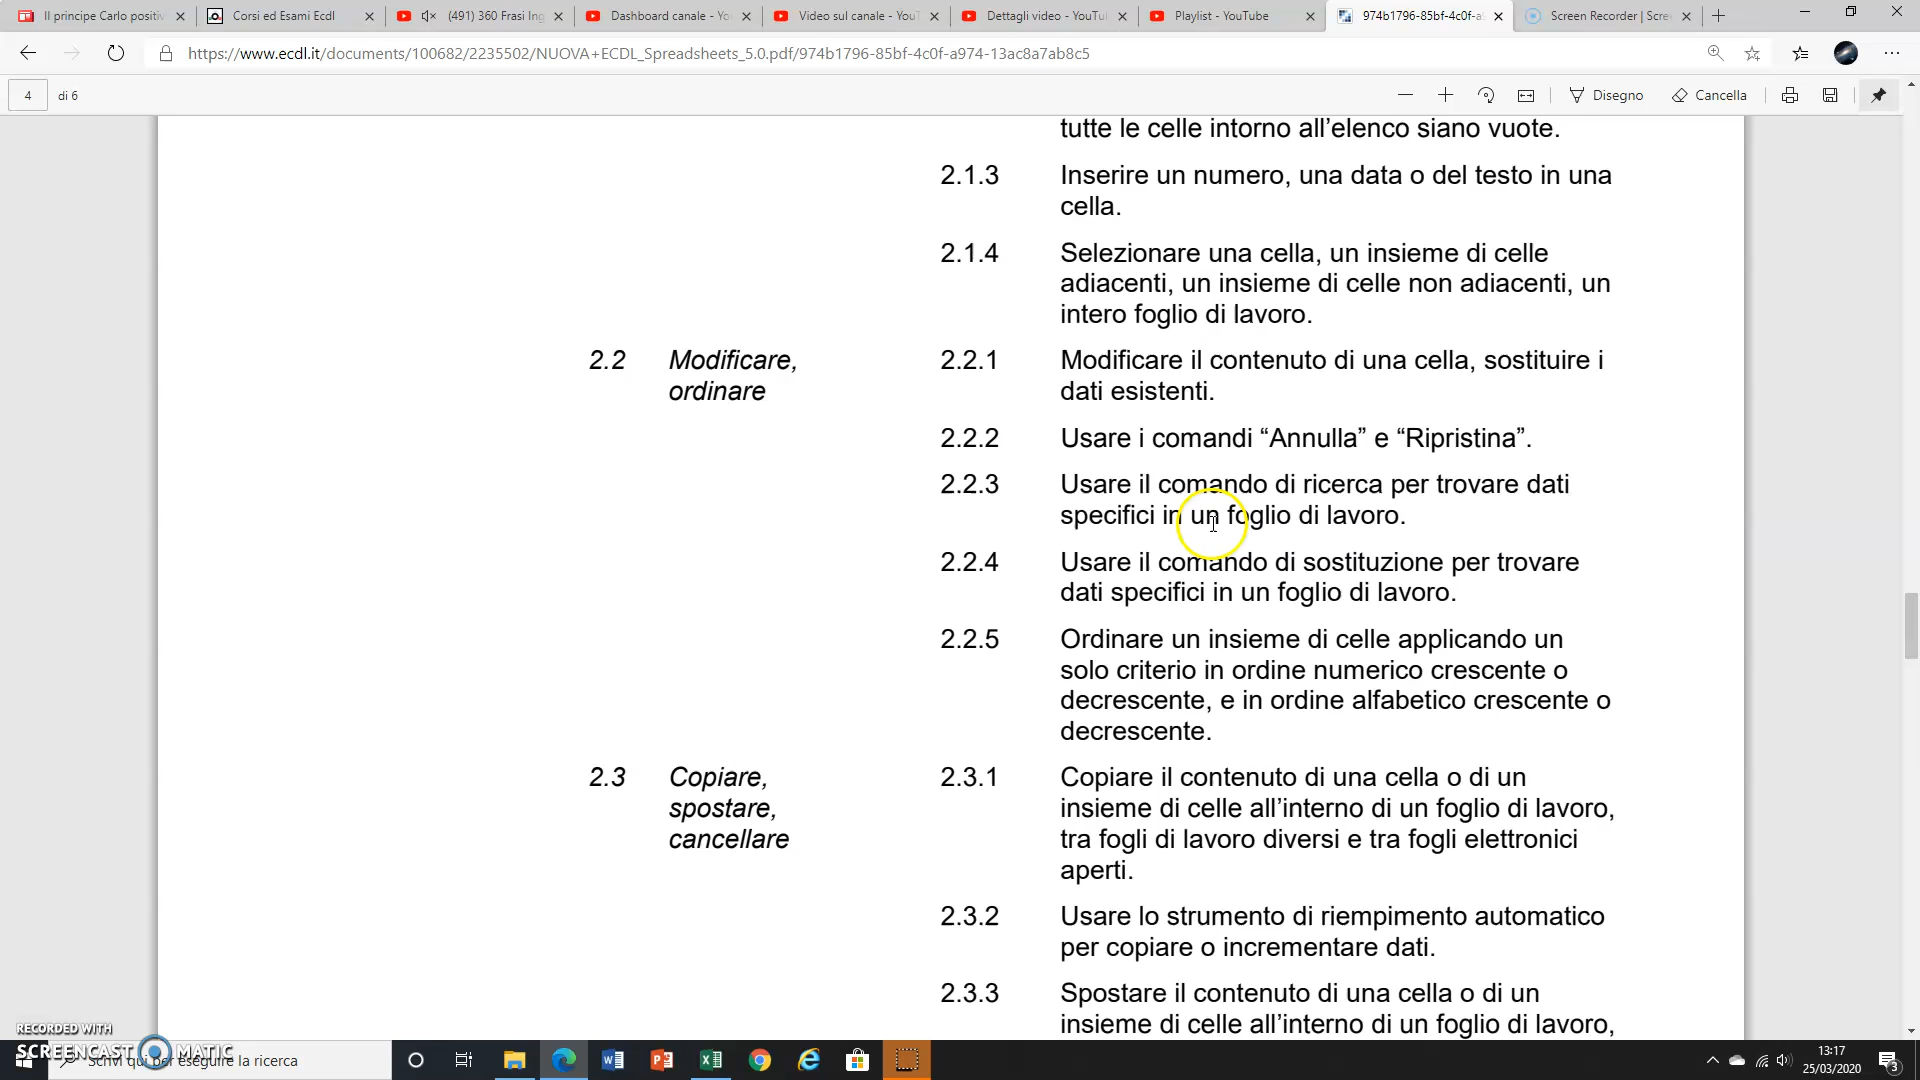 Il principe Carlo positiv
Corsi ed Esami Ecdl
(491) 360 Frasi Ing
Dashboard canale - Yo
Video sul canale - YouT
Dettagli video - YouTu
Playlist - YouTube
974b1796-85bf-4c0f-a
Screen Recorder | Scre
https://www.ecdl.it/documents/100682/2235502/NUOVA+ECDL_Spreadsheets_5.0.pdf/974b1796-85bf-4c0f-a974-13ac8a7ab8c5
4 di 6
Disegno
Cancella
tutte le celle intorno all’elenco siano vuote.
2.1.3 Inserire un numero, una data o del testo in una
cella.
2.1.4 Selezionare una cella, un insieme di celle
adiacenti, un insieme di celle non adiacenti, un
intero foglio di lavoro.
2.2 Modificare, 2.2.1 Modificare il contenuto di una cella, sostituire i
ordinare dati esistenti.
2.2.2 Usare i comandi “Annulla” e “Ripristina”.
2.2.3 Usare il comando di ricerca per trovare dati
specifici in un foglio di lavoro.
2.2.4 Usare il comando di sostituzione per trovare
dati specifici in un foglio di lavoro.
2.2.5 Ordinare un insieme di celle applicando un
solo criterio in ordine numerico crescente o
decrescente, e in ordine alfabetico crescente o
decrescente.
2.3 Copiare, 2.3.1 Copiare il contenuto di una cella o di un
spostare, insieme di celle all’interno di un foglio di lavoro,
cancellare tra fogli di lavoro diversi e tra fogli elettronici
aperti.
2.3.2 Usare lo strumento di riempimento automatico
per copiare o incrementare dati.
2.3.3 Spostare il contenuto di una cella o di un
insieme di celle all’interno di un foglio di lavoro,
RECORDED WITH
SCREENCAST MATIC
Scrivi qui per eseguire la ricerca
13:17
25/03/2020
3